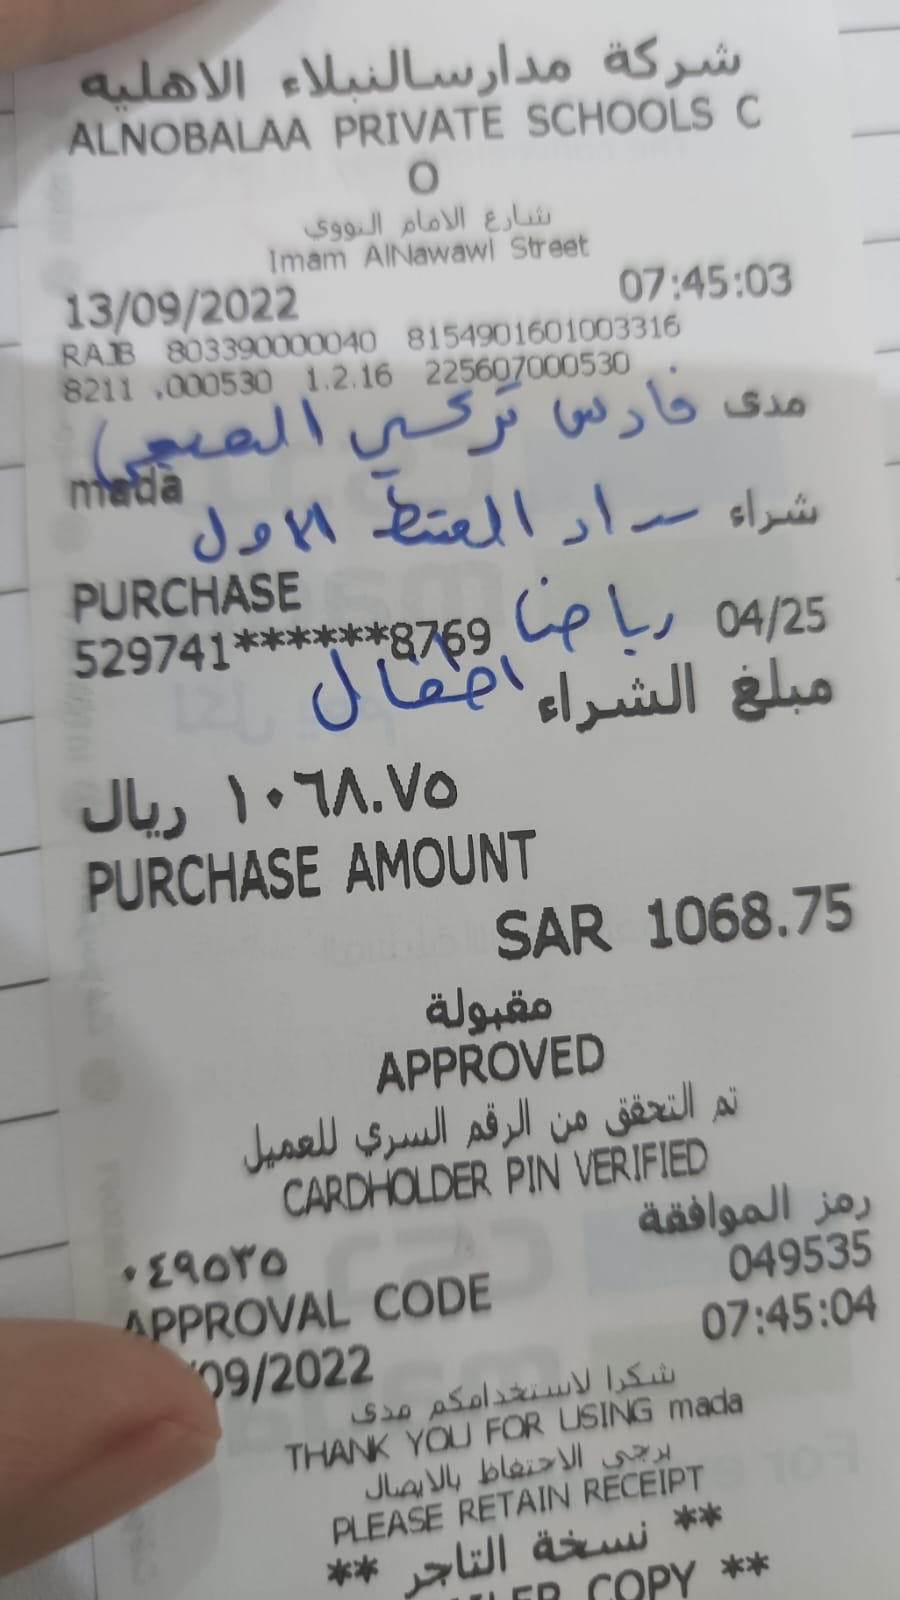 شركة مدارسالنبلاء الاهليه
ALNOBALAA PRIVATE SCHOOLS C
O
شارع الامام النووي
Imam AlNawawI Street
13/09/2022 07:45:03
RAJB 803390000040 8154901601003316
8211 .000530 1.2.16 225607000530
مدى فارس تركي
mada
شراء سداد القسط الاول
PURCHASE
529741******8769 رياض 04/25
مبلغ الشراء اطفال
١٠٦٨.٧٥ ريال
PURCHASE AMOUNT
SAR 1068.75
مقبولة
APPROVED
تم التحقق من الرقم السري للعميل
CARDHOLDER PIN VERIFIED
رمز الموافقة
٠٤٩٥٣٥ 049535
APPROVAL CODE
09/2022 07:45:04
شكرا لاستخدامكم مدى
THANK YOU FOR USING mada
يرجى الاحتفاظ بالايصال
PLEASE RETAIN RECEIPT
** نسخة التاجر **
COPY **